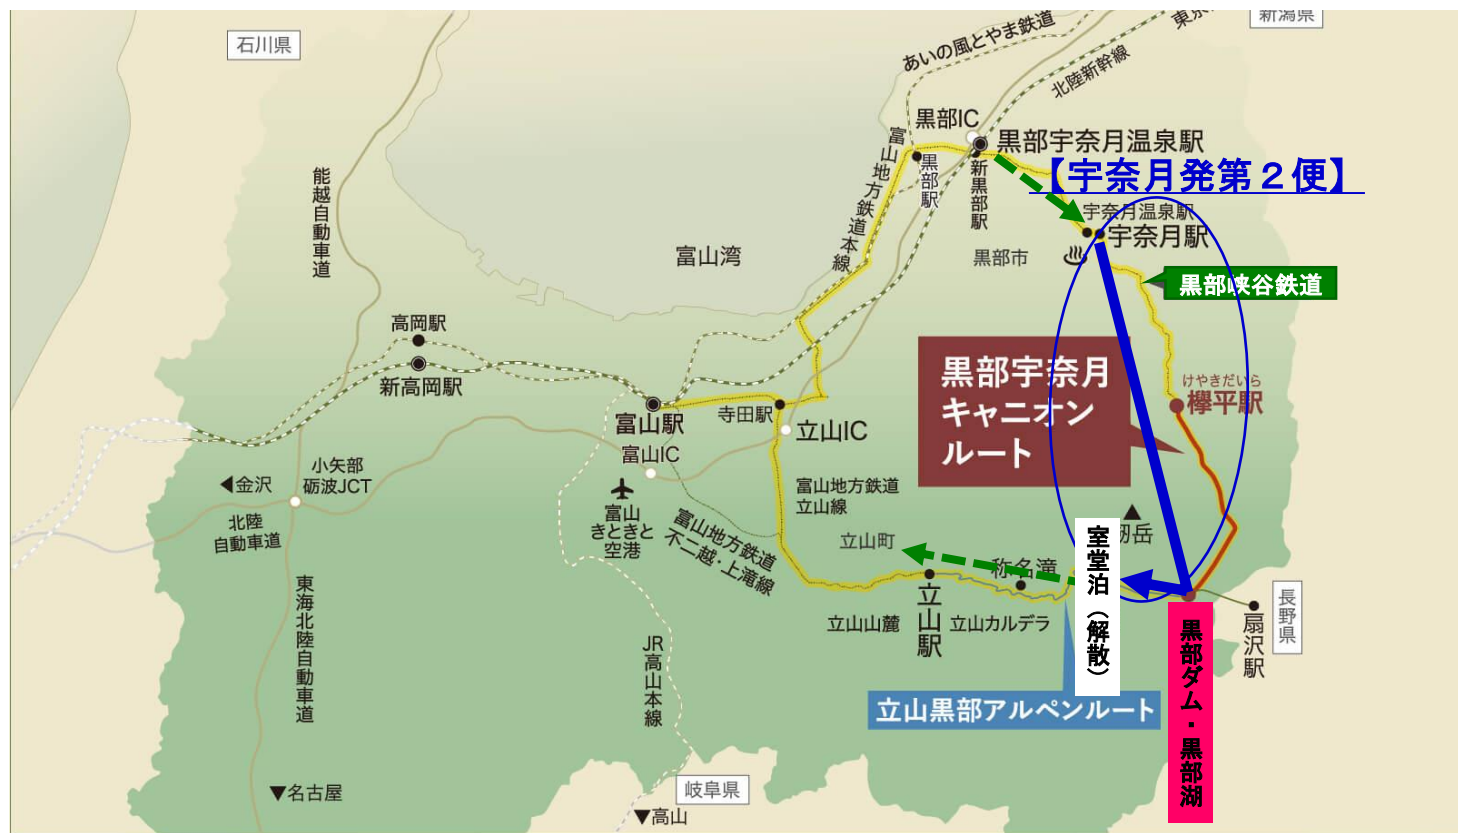 石川県
新潟県
東京
あいの風とやま鉄道
北陸新幹線
黒部IC
黒部宇奈月温泉駅
富山地方鉄道本線
黒部駅
新黒部駅
【宇奈月発第２便】
宇奈月温泉駅
宇奈月駅
黒部市
黒部峡谷鉄道
能越自動車道
富山湾
高岡駅
新高岡駅
黒部宇奈月
キャニオン
ルート
けやきだいら
欅平駅
富山駅
寺田駅
立山IC
富山IC
小矢部
砺波JCT
◀金沢
北陸
自動車道
富山
きときと
空港
富山地方鉄道
立山線
富山地方鉄道
不二越・上滝線
立山町
▲
剱岳
称名滝
室堂泊（解散）
立山駅
立山山麓
立山カルデラ
長野県
扇沢駅
東海北陸自動車道
JR高山本線
黒部ダム・黒部湖
立山黒部アルペンルート
岐阜県
▼名古屋
▼高山